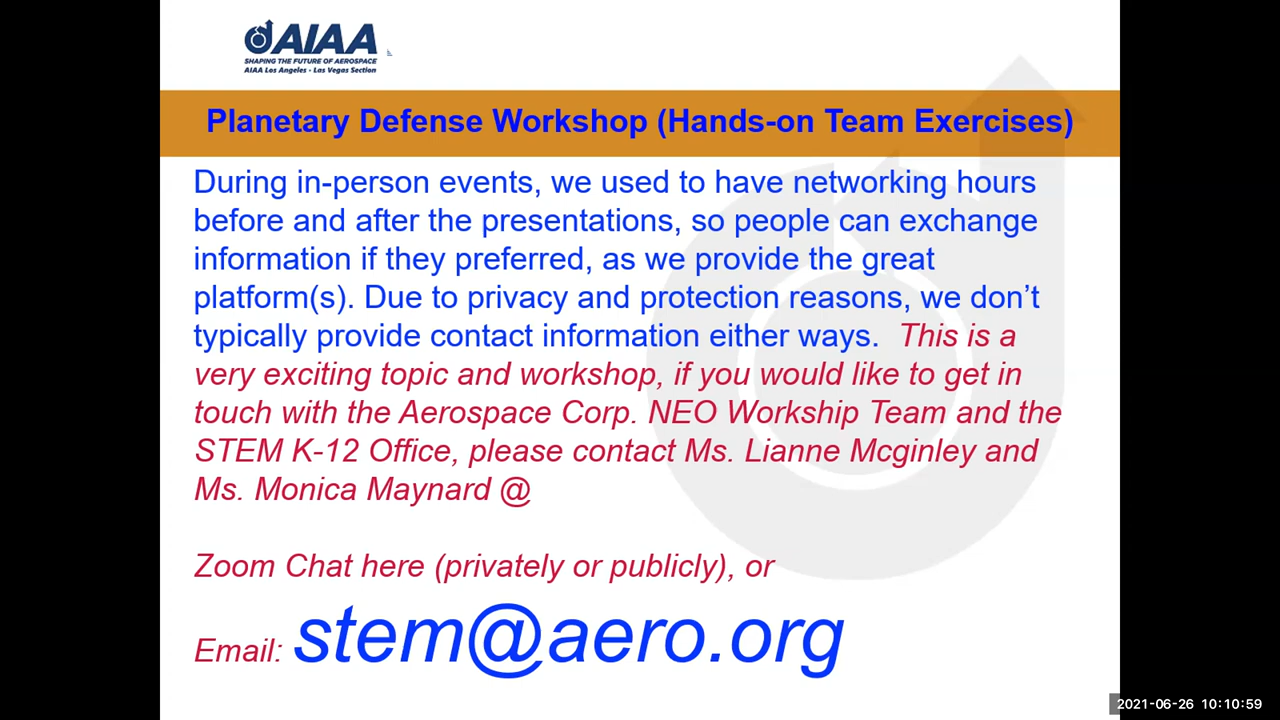 AIAA
SHAPING THE FUTURE OF AEROSPACE
AIAA Los Angeles - Las Vegas Section
Planetary Defense Workshop (Hands-on Team Exercises)
During in-person events, we used to have networking hours
before and after the presentations, so people can exchange
information if they preferred, as we provide the great
platform(s). Due to privacy and protection reasons, we don’t
typically provide contact information either ways. This is a
very exciting topic and workshop, if you would like to get in
touch with the Aerospace Corp. NEO Workship Team and the
STEM K-12 Office, please contact Ms. Lianne Mcginley and
Ms. Monica Maynard @
Zoom Chat here (privately or publicly), or
Email: stem@aero.org
2021-06-26 10:10:59